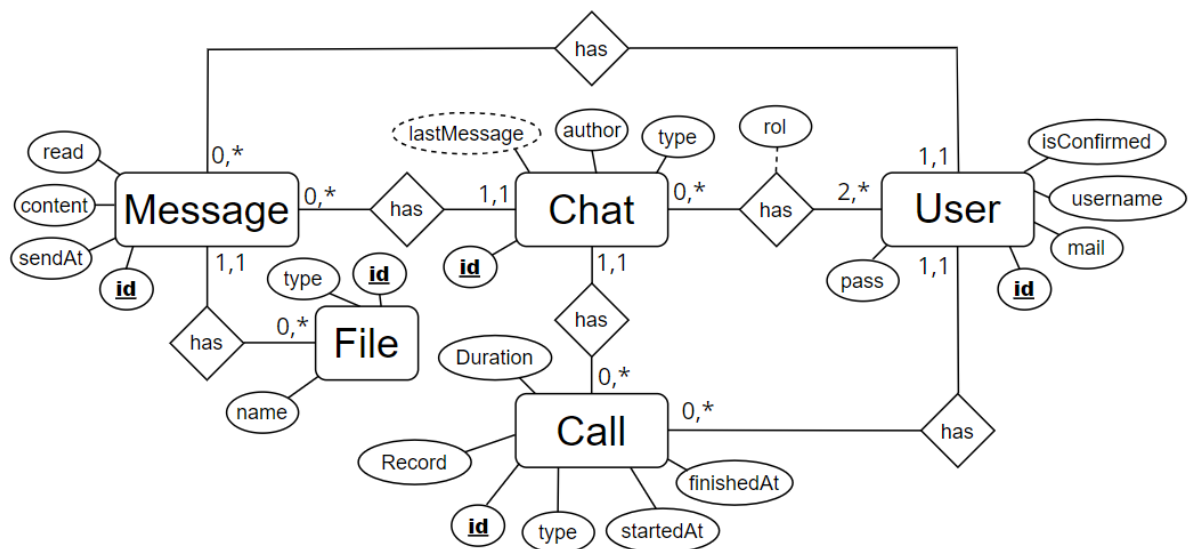 has
lastMessage
author
type
rol
isConfirmed
read
0,*
1,1
content
Message
0,*
has
1,1
Chat
0,*
has
2,*
User
username
sendAt
mail
id
1,1
type
id
id
1,1
1,1
pass
id
has
0,*
File
has
Duration
name
0,*
Call
0,*
has
Record
finishedAt
id
type
startedAt